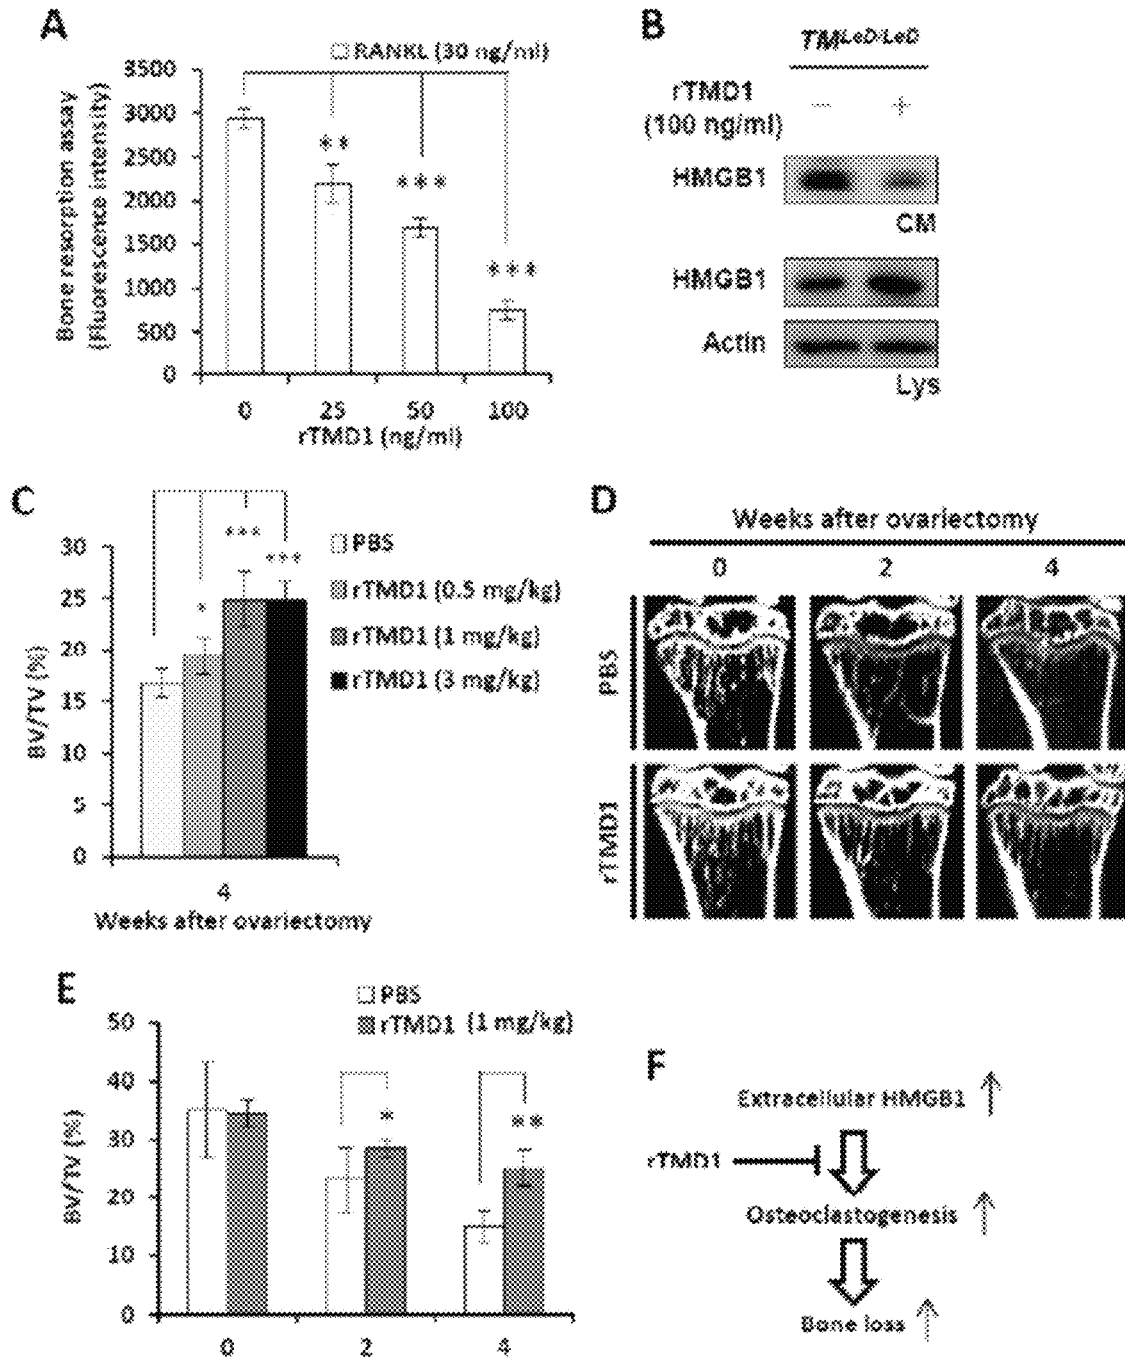 A
RANKL (30 ng/ml)
Bone resorption assay
(Fluorescence intensity)
3500
3000
2500
2000
1500
1000
500
0
**
***
***
0 25 50 100
rTMD1 (ng/ml)
B
TM^LeD/LeD
rTMD1
(100 ng/ml)
− +
HMGB1
CM
HMGB1
Actin
Lys
C
BV/TV (%)
30
25
20
15
10
5
0
*
***
***
PBS
rTMD1 (0.5 mg/kg)
rTMD1 (1 mg/kg)
rTMD1 (3 mg/kg)
4
Weeks after ovariectomy
D
Weeks after ovariectomy
0 2 4
PBS
rTMD1
E
PBS
rTMD1 (1 mg/kg)
BV/TV (%)
50
40
30
20
10
0
*
**
0 2 4
F
Extracellular HMGB1 ↑
rTMD1
Osteoclastogenesis ↑
Bone loss ↑